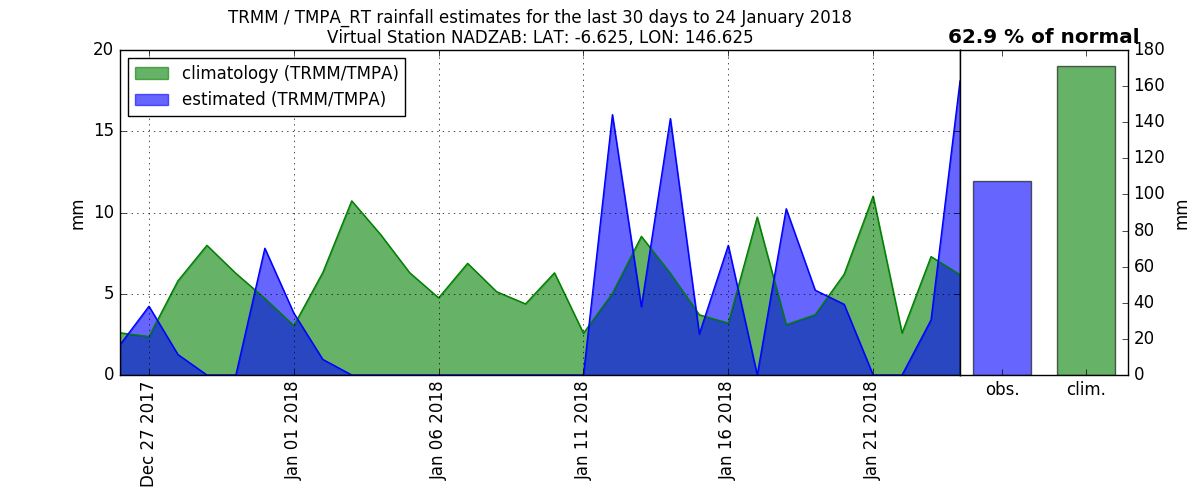 TRMM / TMPA_RT rainfall estimates for the last 30 days to 24 January 2018
Virtual Station NADZAB: LAT: -6.625, LON: 146.625
62.9 % of normal
climatology (TRMM/TMPA)
estimated (TRMM/TMPA)
20
15
10
5
0
mm
Dec 27 2017
Jan 01 2018
Jan 06 2018
Jan 11 2018
Jan 16 2018
Jan 21 2018
obs.
clim.
180
160
140
120
100
80
60
40
20
0
mm